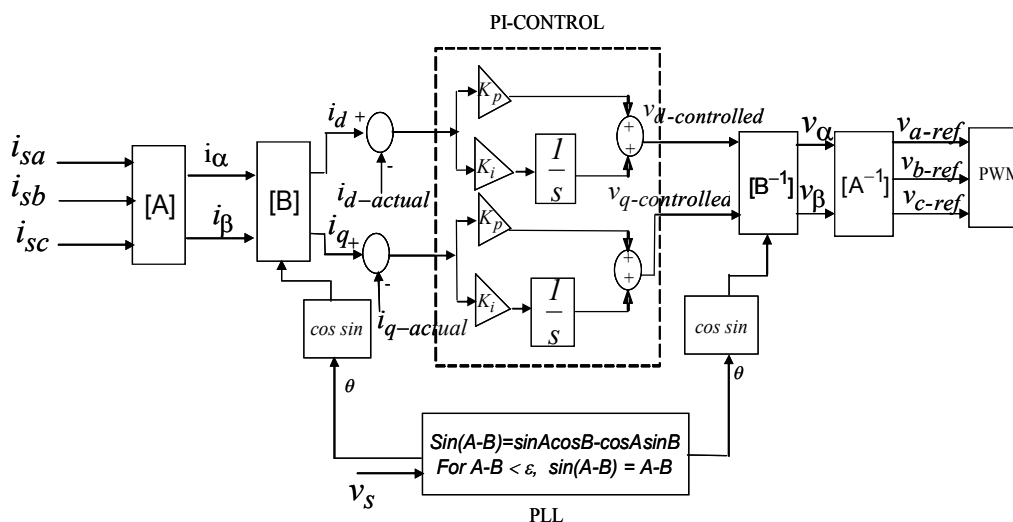 PI-CONTROL
K_p
i_d +
v_d-controlled
v_α
v_a-ref
i_sa
i_α
+
+
i_sb
[A]
[B]
-
K_i
1/s
[B⁻¹]
[A⁻¹]
v_b-ref
PWM
i_d-actual
v_q-controlled
v_β
v_c-ref
i_sc
i_β
i_q +
K_p
-
+
+
K_i
1/s
i_q-actual
cos sin
cos sin
θ
θ
Sin(A-B)=sinAcosB-cosAsinB
For A-B < ε, sin(A-B) = A-B
v_s
PLL